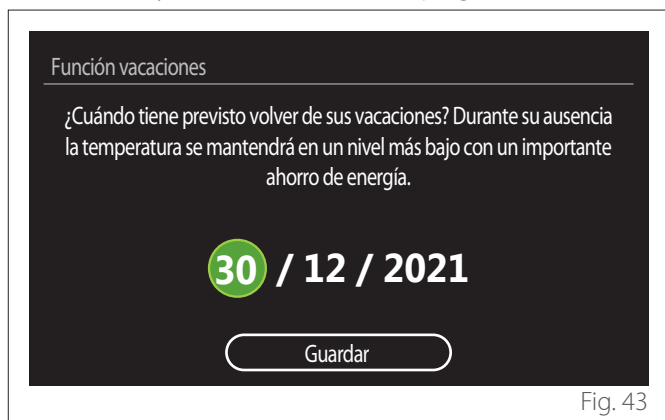 Función vacaciones
¿Cuándo tiene previsto volver de sus vacaciones? Durante su ausencia
la temperatura se mantendrá en un nivel más bajo con un importante
ahorro de energía.
30 / 12 / 2021
Guardar
Fig. 43